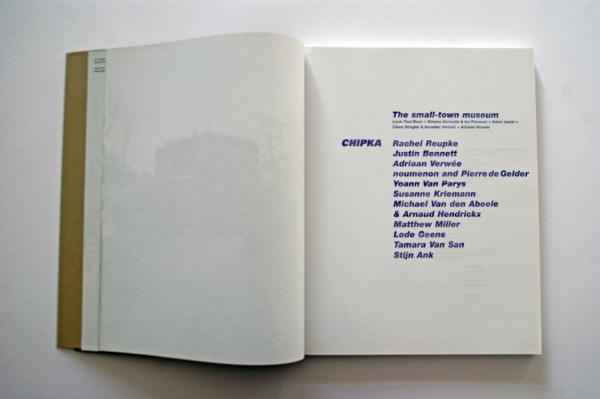 The small-town museum
CHIPKA Rachel Reupke
Justin Bennett
Adriaan Verwée
noumenon and Pierre de Gelder
Yoann Van Parys
Susanne Kriemann
Michael Van den Abeele
& Arnaud Hendrickx
Matthew Miller
Lode Geens
Tamara Van San
Stijn Ank